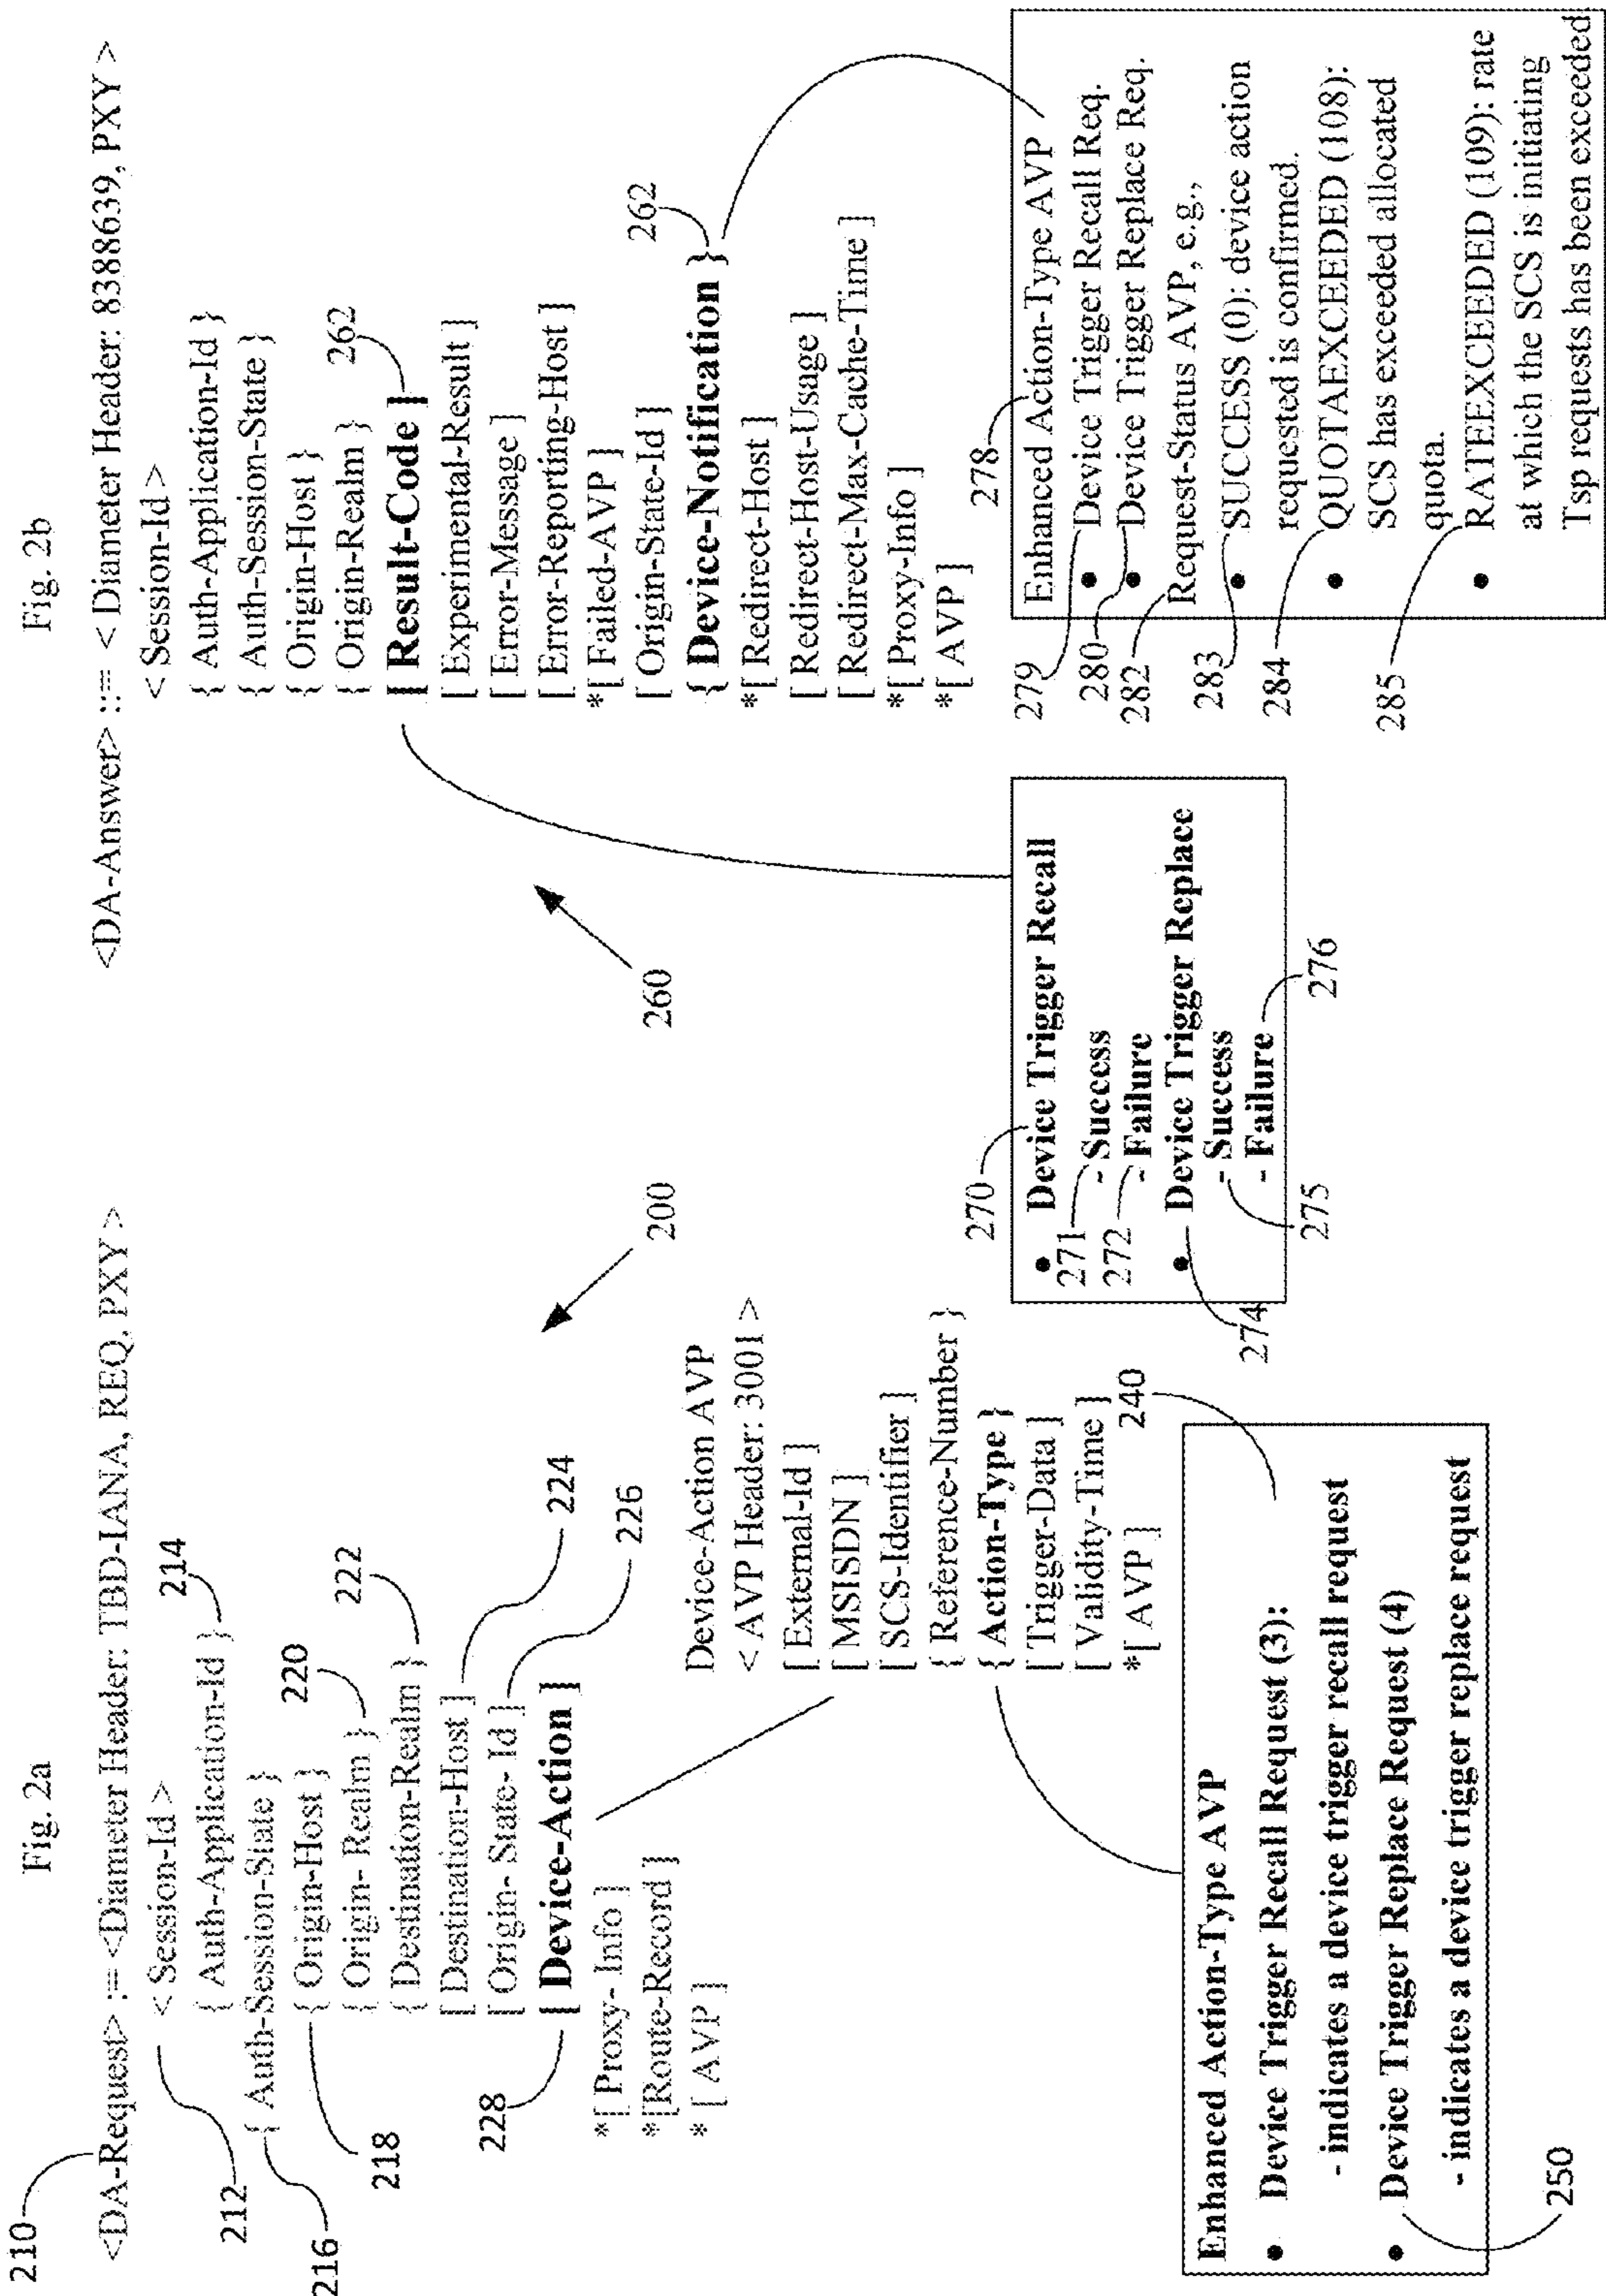 Fig. 2a
210
<DA-Request> := <Diameter Header: TBD-IANA, REQ, PXY >
< Session-Id >
212
{ Auth-Application-Id }
214
{ Auth-Session-State }
216
{ Origin-Host }
218
{ Origin- Realm }
220
{ Destination-Realm }
222
[ Destination-Host ]
224
[ Origin- State- Id ]
226
[ Device-Action ]
228
*[ Proxy- Info ]
*[Route-Record ]
* [ AVP ]
200
Device-Action AVP
< AVP Header: 3001 >
[ External-Id ]
[ MSISDN ]
[ SCS-Identifier ]
{ Reference-Number }
{ Action-Type }
[ Trigger-Data ]
[ Validity-Time ]
*[ AVP ]
240
Enhanced Action-Type AVP
• Device Trigger Recall Request (3):
- indicates a device trigger recall request
• Device Trigger Replace Request (4)
- indicates a device trigger replace request
250
Fig. 2b
<DA-Answer> ::= < Diameter Header: 8388639, PXY >
< Session-Id >
{ Auth-Application-Id }
{ Auth-Session-State }
{ Origin-Host }
{ Origin-Realm }
262
[ Result-Code ]
[ Experimental-Result ]
[ Error-Message ]
[ Error-Reporting-Host ]
*[ Failed-AVP ]
[ Origin-State-Id ]
262
{ Device-Notification }
*[ Redirect-Host ]
[ Redirect-Host-Usage ]
[ Redirect-Max-Cache-Time ]
*[ Proxy-Info ]
*[ AVP ]
260
270
• Device Trigger Recall
271 - Success
272 - Failure
• Device Trigger Replace
274
- Success
275
- Failure
276
278
Enhanced Action-Type AVP
279
• Device Trigger Recall Req.
280
• Device Trigger Replace Req.
282
Request-Status AVP, e.g.,
283
• SUCCESS (0): device action
requested is confirmed.
284
• QUOTAEXCEEDED (108):
SCS has exceeded allocated
quota.
285
• RATEEXCEEDED (109): rate
at which the SCS is initiating
Tsp requests has been exceeded